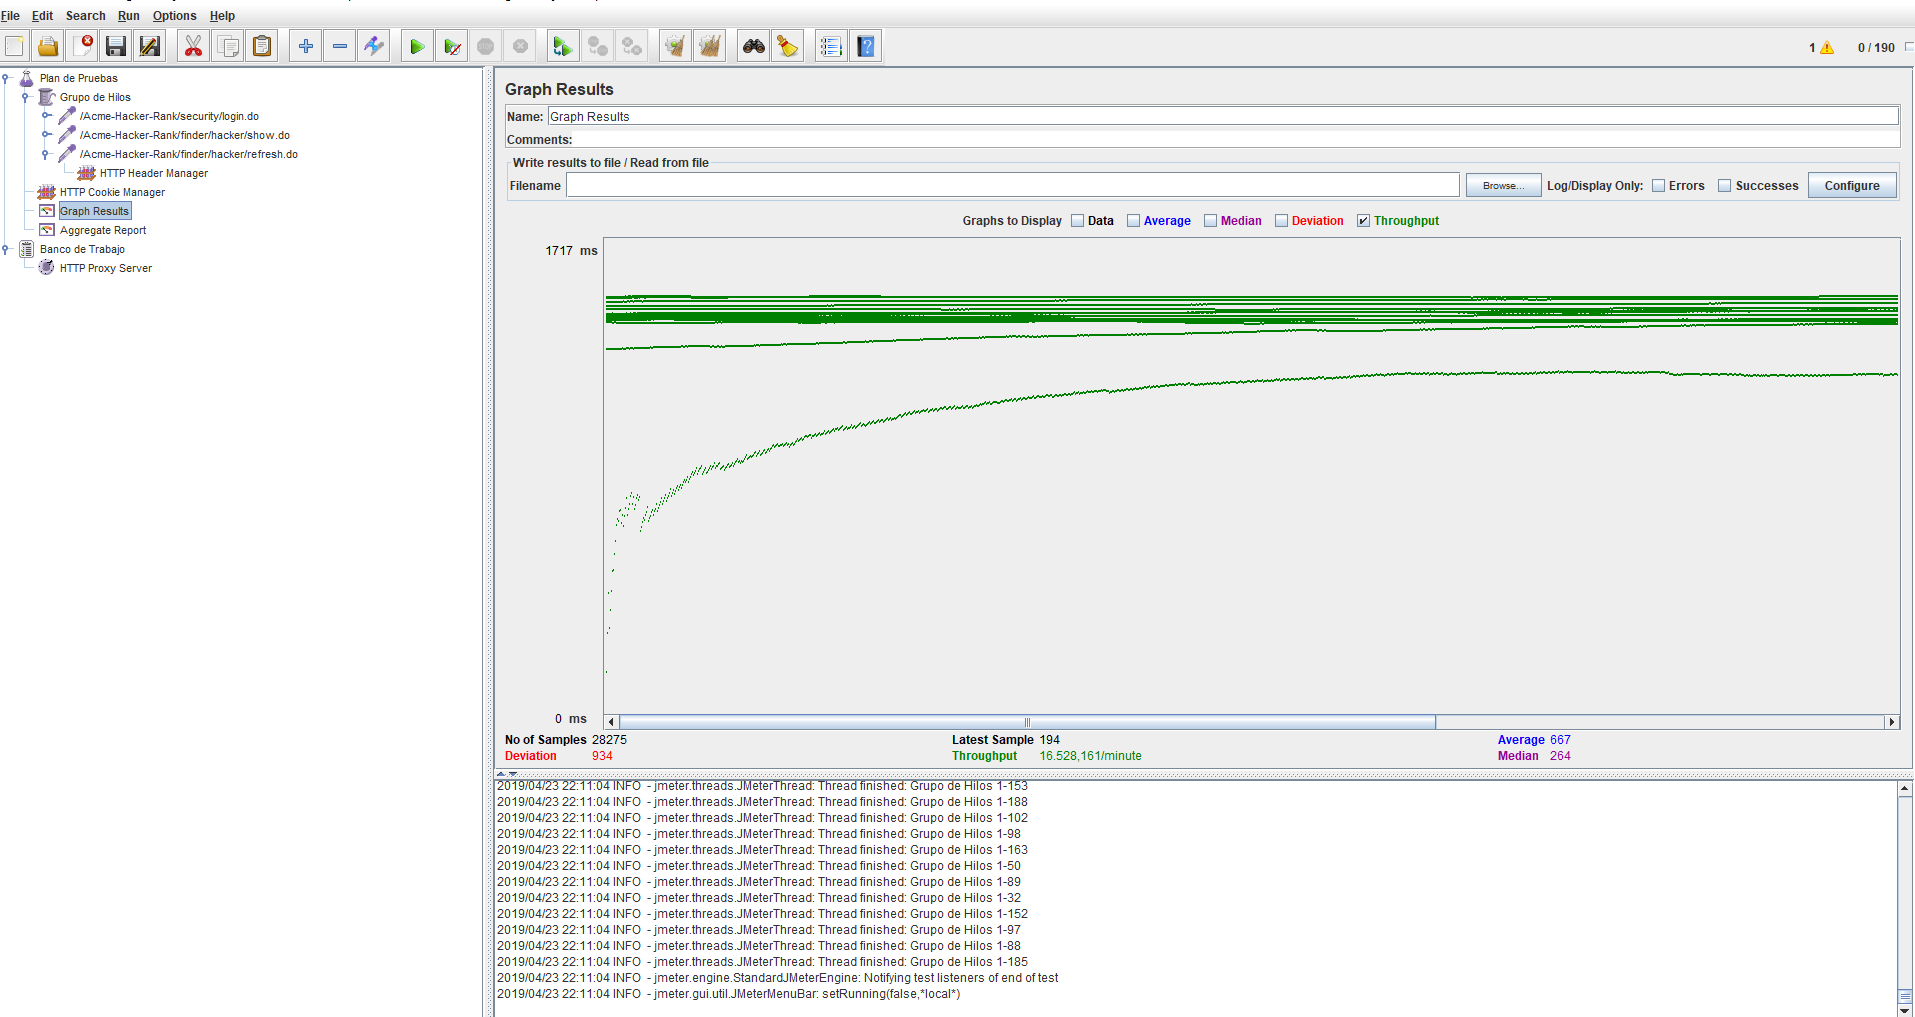 File Edit Search Run Options Help
1 0 / 190
Plan de Pruebas
Grupo de Hilos
/Acme-Hacker-Rank/security/login.do
/Acme-Hacker-Rank/finder/hacker/show.do
/Acme-Hacker-Rank/finder/hacker/refresh.do
HTTP Header Manager
HTTP Cookie Manager
Graph Results
Aggregate Report
Banco de Trabajo
HTTP Proxy Server
Graph Results
Name: Graph Results
Comments:
Write results to file / Read from file
Filename Browse... Log/Display Only: Errors Successes Configure
Graphs to Display Data Average Median Deviation Throughput
1717 ms
0 ms
No of Samples 28275 Latest Sample 194 Average 667
Deviation 934 Throughput 16.528,161/minute Median 264
2019/04/23 22:11:04 INFO - jmeter.threads.JMeterThread: Thread finished: Grupo de Hilos 1-153
2019/04/23 22:11:04 INFO - jmeter.threads.JMeterThread: Thread finished: Grupo de Hilos 1-188
2019/04/23 22:11:04 INFO - jmeter.threads.JMeterThread: Thread finished: Grupo de Hilos 1-102
2019/04/23 22:11:04 INFO - jmeter.threads.JMeterThread: Thread finished: Grupo de Hilos 1-98
2019/04/23 22:11:04 INFO - jmeter.threads.JMeterThread: Thread finished: Grupo de Hilos 1-163
2019/04/23 22:11:04 INFO - jmeter.threads.JMeterThread: Thread finished: Grupo de Hilos 1-50
2019/04/23 22:11:04 INFO - jmeter.threads.JMeterThread: Thread finished: Grupo de Hilos 1-89
2019/04/23 22:11:04 INFO - jmeter.threads.JMeterThread: Thread finished: Grupo de Hilos 1-32
2019/04/23 22:11:04 INFO - jmeter.threads.JMeterThread: Thread finished: Grupo de Hilos 1-152
2019/04/23 22:11:04 INFO - jmeter.threads.JMeterThread: Thread finished: Grupo de Hilos 1-97
2019/04/23 22:11:04 INFO - jmeter.threads.JMeterThread: Thread finished: Grupo de Hilos 1-88
2019/04/23 22:11:04 INFO - jmeter.threads.JMeterThread: Thread finished: Grupo de Hilos 1-185
2019/04/23 22:11:04 INFO - jmeter.engine.StandardJMeterEngine: Notifying test listeners of end of test
2019/04/23 22:11:04 INFO - jmeter.gui.util.JMeterMenuBar: setRunning(false,*local*)